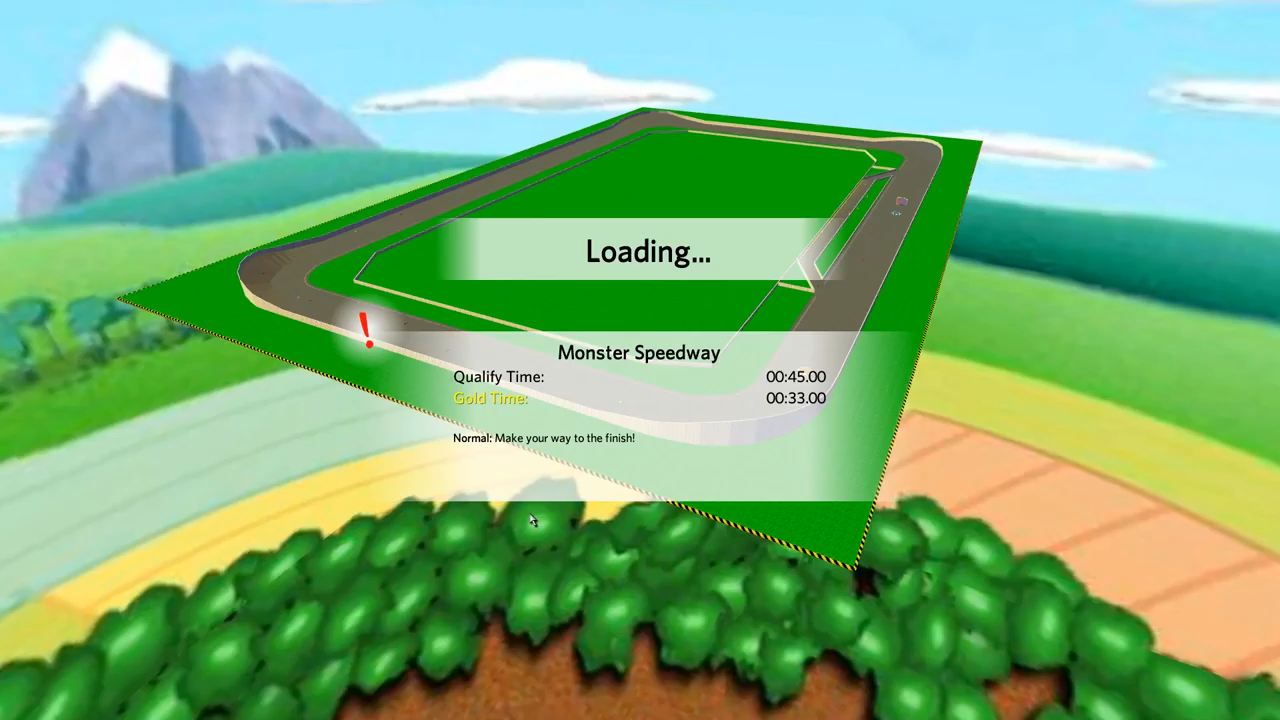 Loading...
Monster Speedway
Qualify Time: 00:45.00
Gold Time: 00:33.00
Normal: Make your way to the finish!